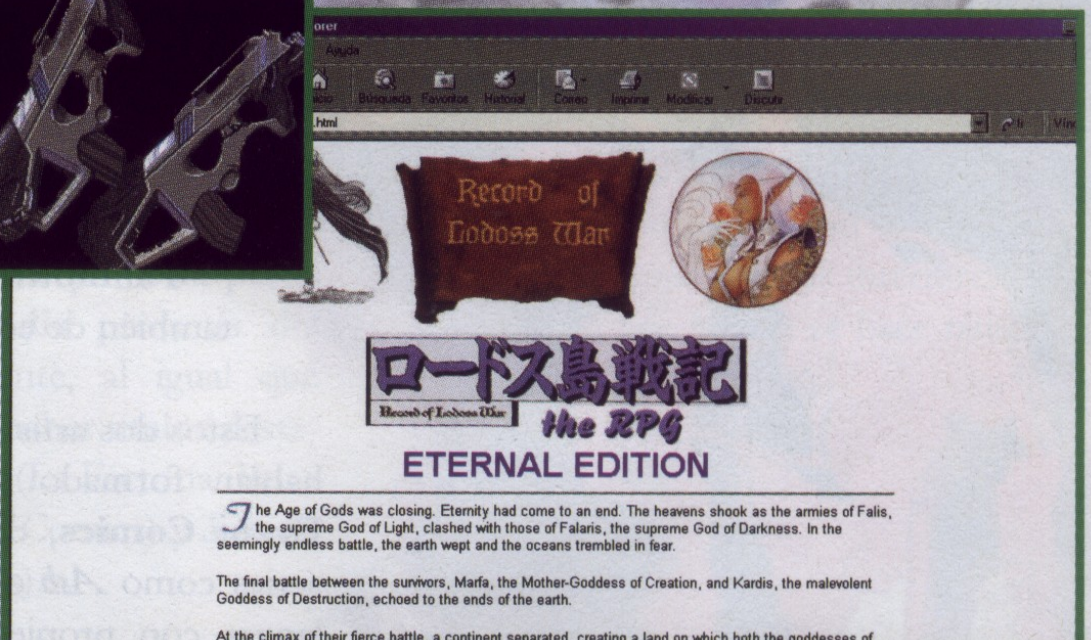 orer
Ayuda
Búsqueda Favoritos Historial Correo Imprimir Modificar Discutir
.html
Record of
Lodoss War
ロードス島戦記
Record of Lodoss War
the RPG
ETERNAL EDITION
The Age of Gods was closing. Eternity had come to an end. The heavens shook as the armies of Falis,
the supreme God of Light, clashed with those of Falaris, the supreme God of Darkness. In the
seemingly endless battle, the earth wept and the oceans trembled in fear.
The final battle between the survivors, Marfa, the Mother-Goddess of Creation, and Kardis, the malevolent
Goddess of Destruction, echoed to the ends of the earth.
At the climax of their fierce battle, a continent separated, creating a land on which both the goddesses of